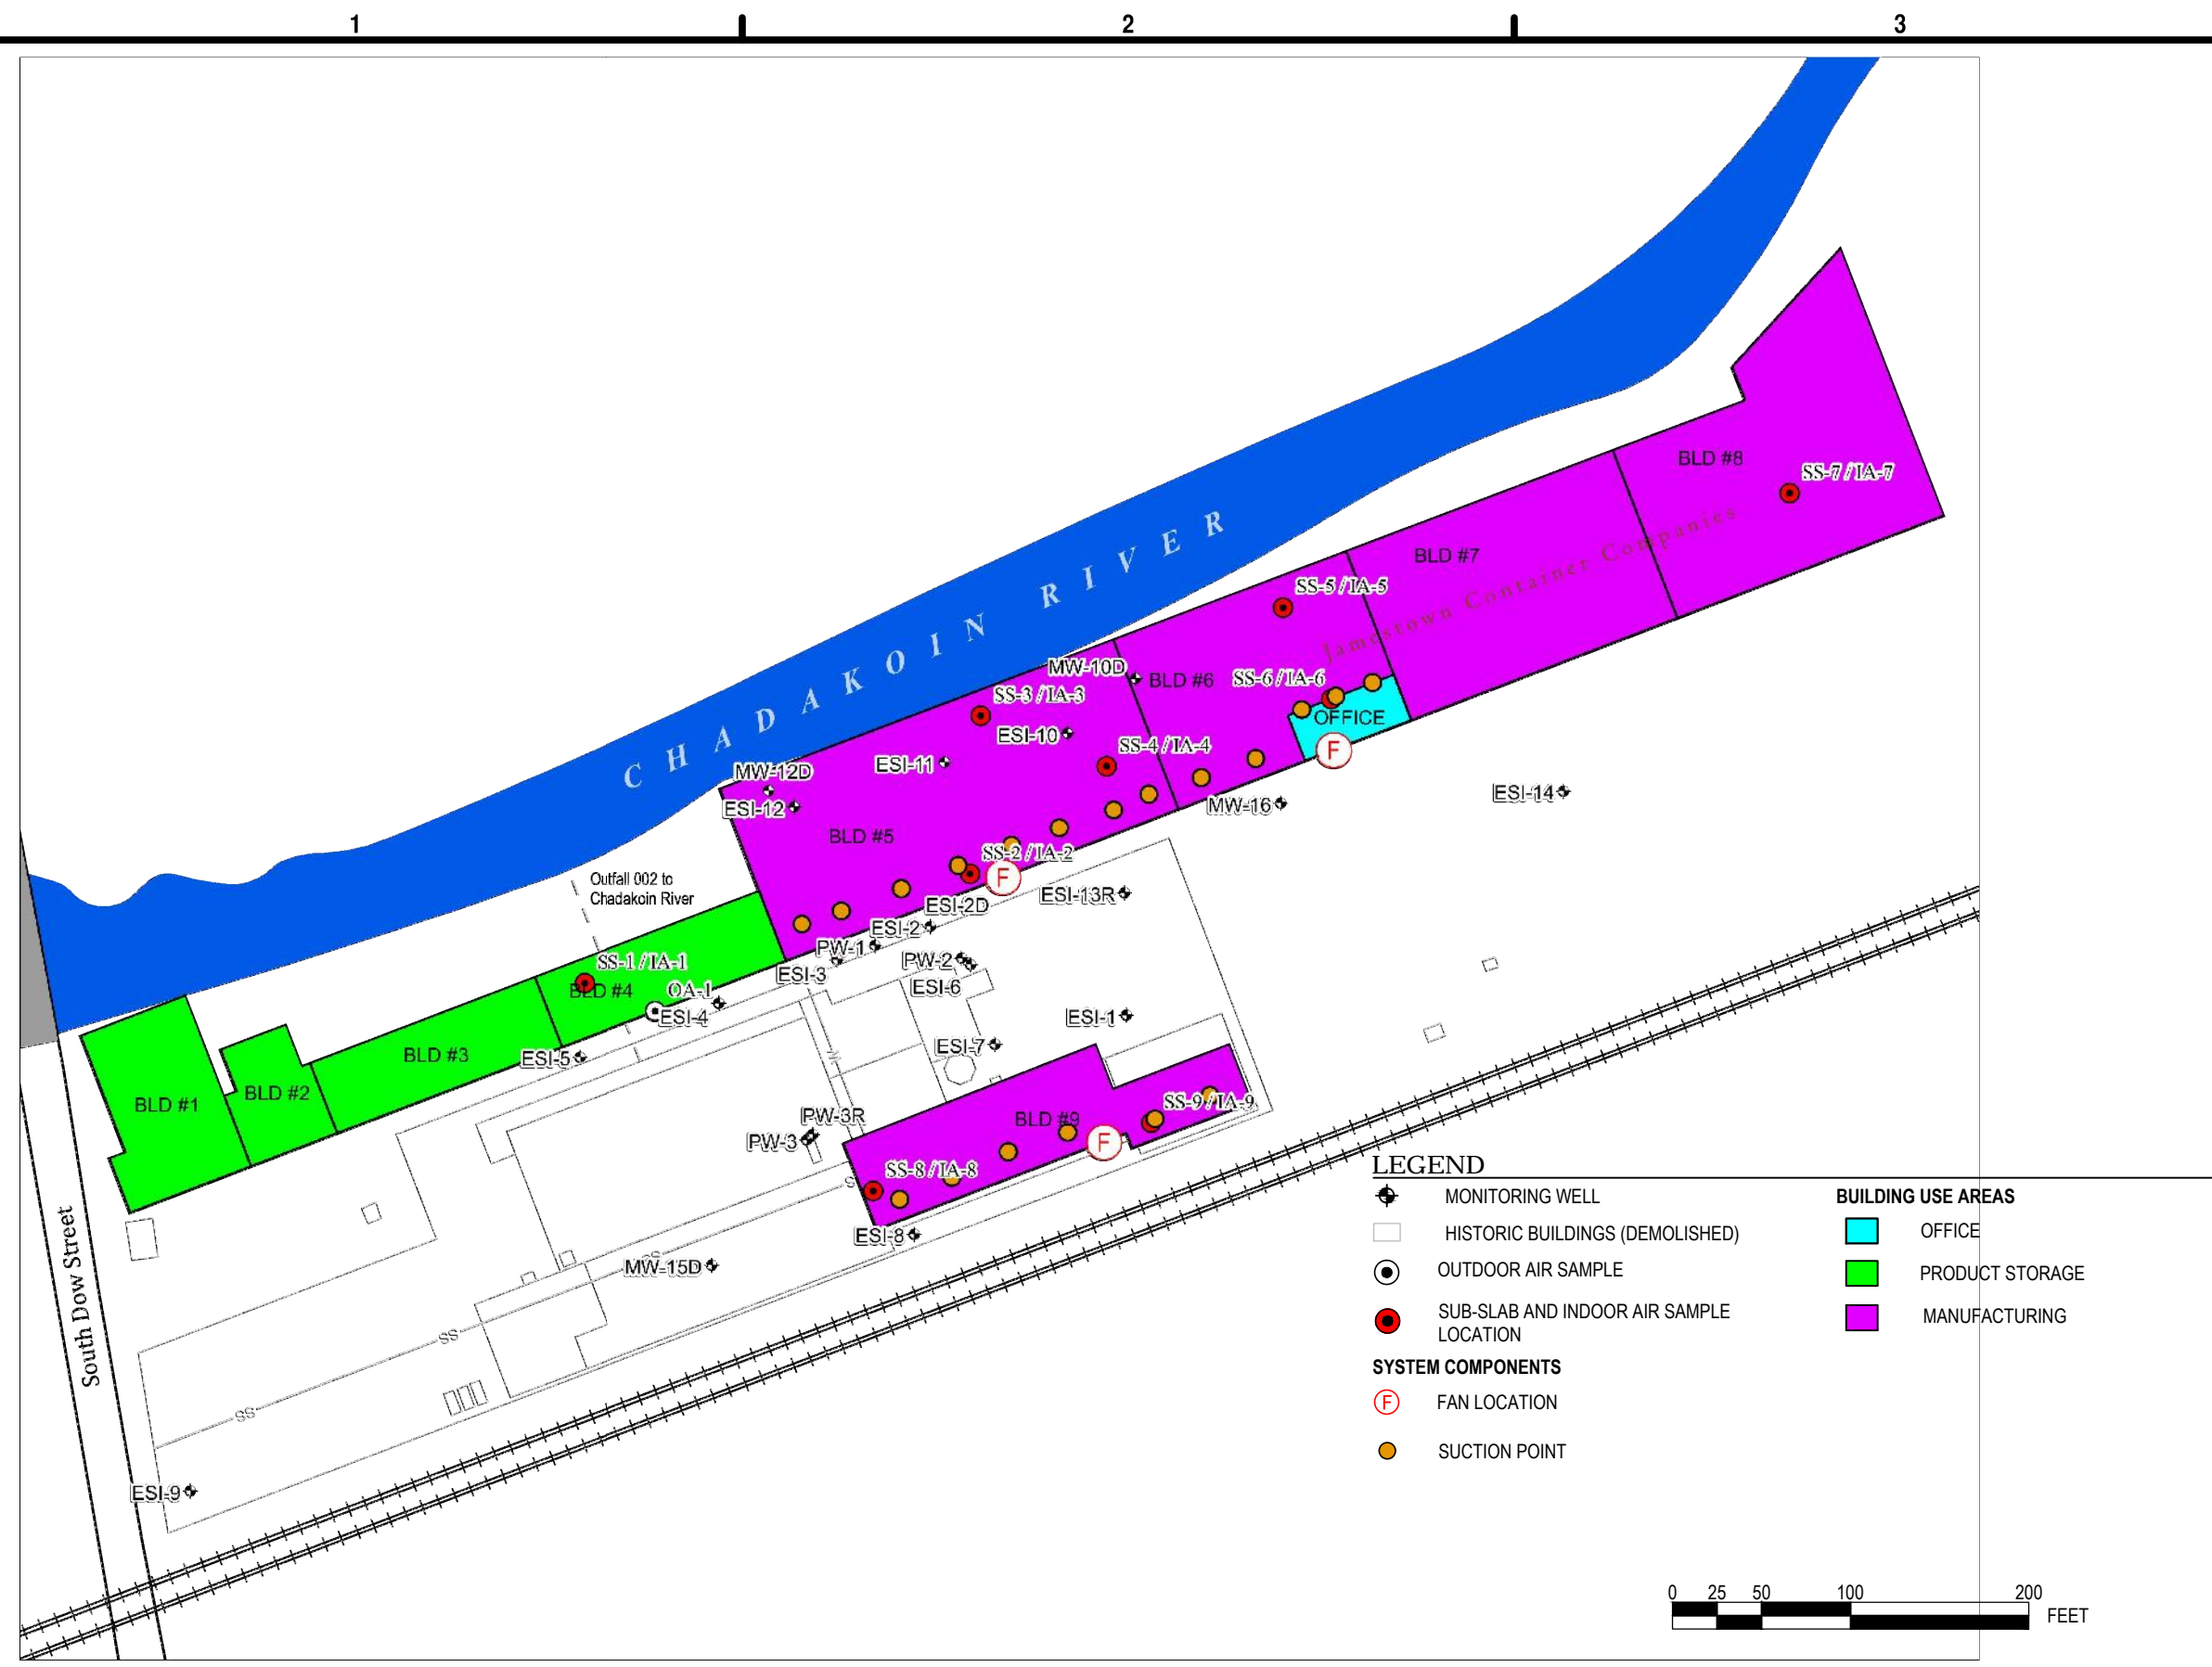 1 2 3
CHADAKOIN RIVER
BLD #8
SS-7 / IA-7
BLD #7
Jamestown Container Companies
SS-5 / IA-5
MW-10D
BLD #6
SS-6 / IA-6
SS-3 / IA-3
OFFICE
F
ESI-10
SS-4 / IA-4
ESI-11
MW-12D
ESI-12
MW-16
ESI-14
BLD #5
SS-2 / IA-2
F
Outfall 002 to
Chadakoin River
ESI-2D
ESI-13R
ESI-2
PW-1
PW-2
ESI-3
ESI-6
SS-1 / IA-1
BLD #4
OA-1
ESI-4
ESI-1
ESI-7
BLD #3
ESI-5
BLD #2
BLD #1
SS-9 / IA-9
PW-3R
BLD #9
PW-3
F
SS-8 / IA-8
S
ESI-8
SS
MW-15D
SS
SS
South Dow Street
ESI-9
LEGEND
MONITORING WELL
HISTORIC BUILDINGS (DEMOLISHED)
OUTDOOR AIR SAMPLE
SUB-SLAB AND INDOOR AIR SAMPLE
LOCATION
SYSTEM COMPONENTS
F FAN LOCATION
SUCTION POINT
BUILDING USE AREAS
OFFICE
PRODUCT STORAGE
MANUFACTURING
0 25 50 100 200
FEET